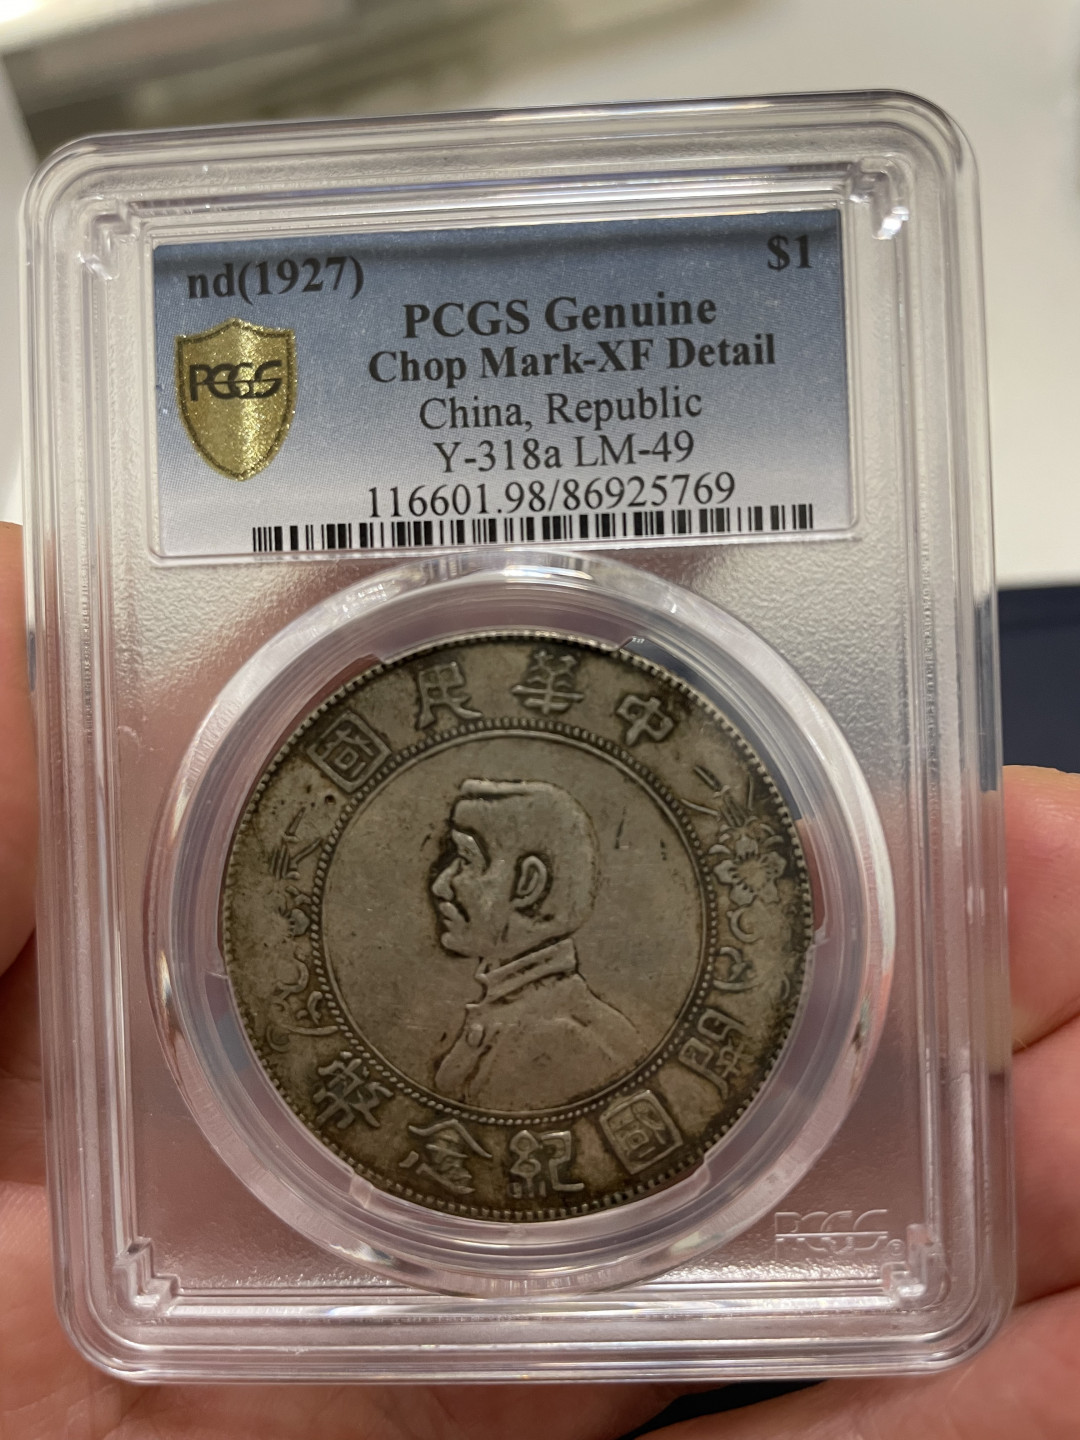 nd(1927) $1
PCGS Genuine
PCGS
Chop Mark-XF Detail
China, Republic
Y-318a LM-49
116601.98/86925769
中華民國
開國紀念幣
PCGS®